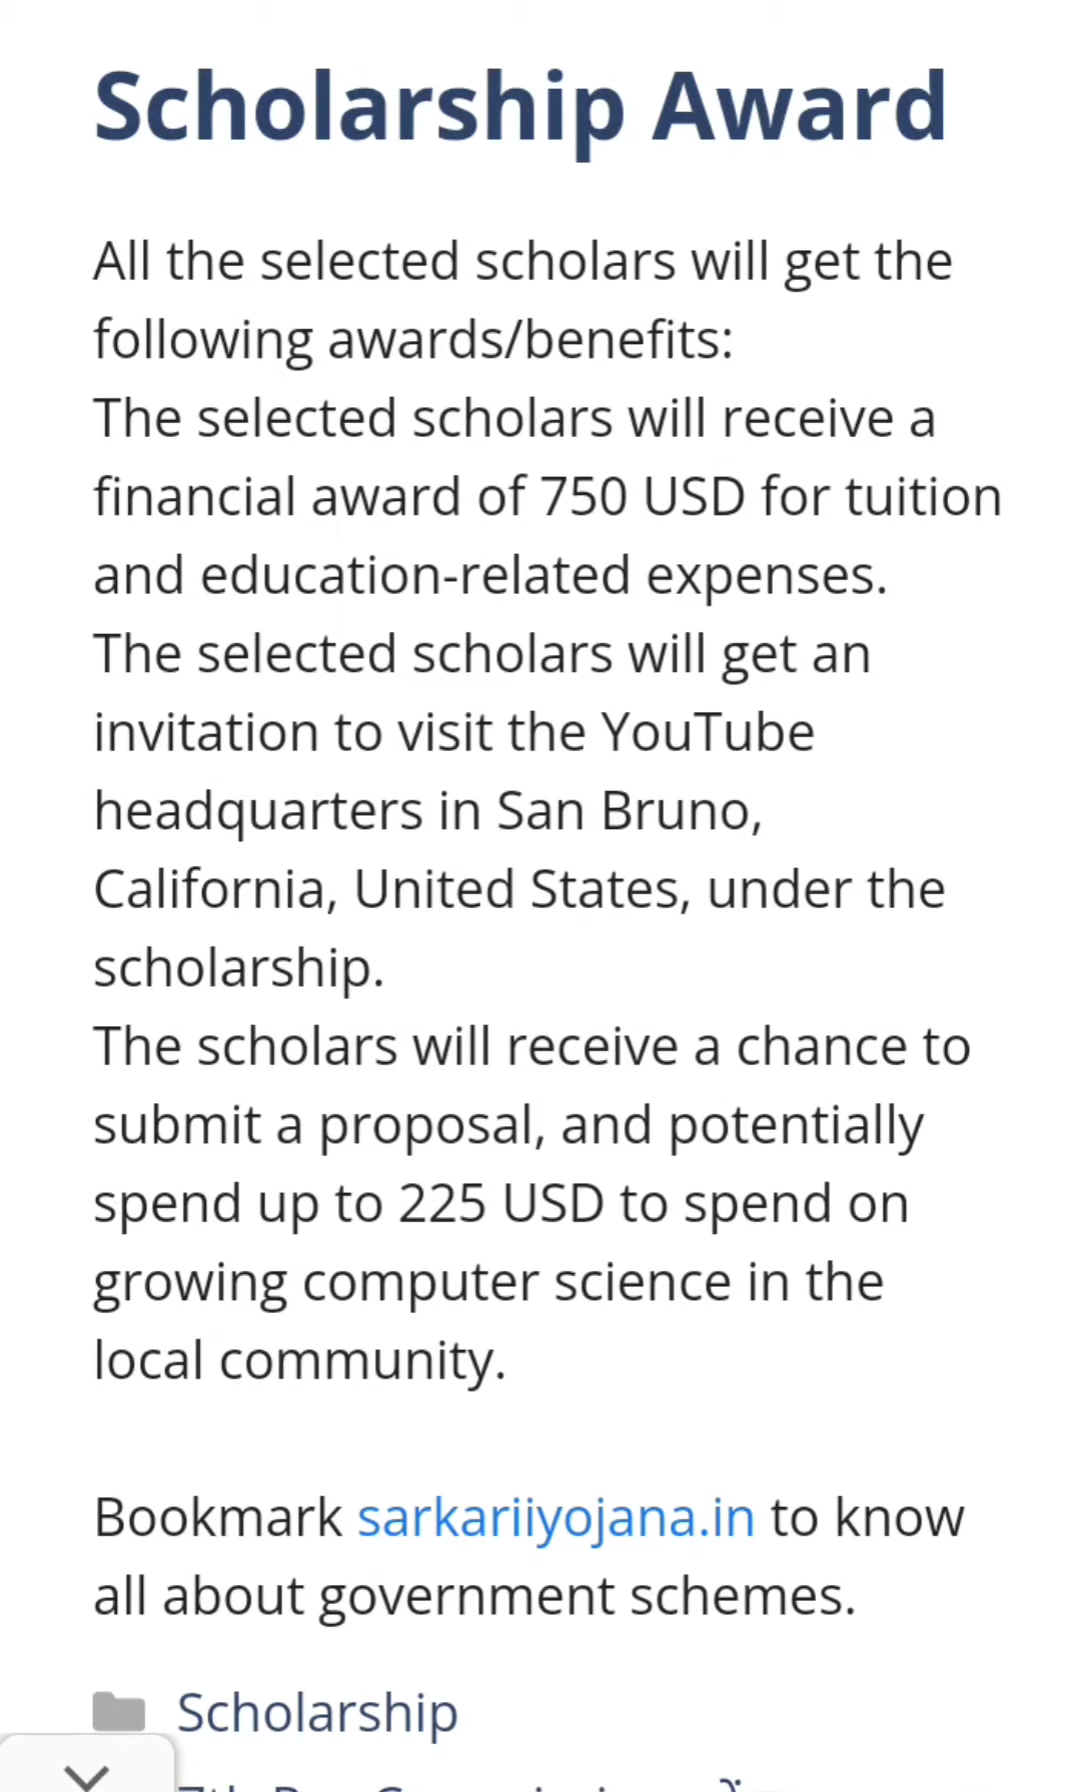 Scholarship Award
All the selected scholars will get the
following awards/benefits:
The selected scholars will receive a
financial award of 750 USD for tuition
and education-related expenses.
The selected scholars will get an
invitation to visit the YouTube
headquarters in San Bruno,
California, United States, under the
scholarship.
The scholars will receive a chance to
submit a proposal, and potentially
spend up to 225 USD to spend on
growing computer science in the
local community.
Bookmark sarkariiyojana.in to know
all about government schemes.
Scholarship